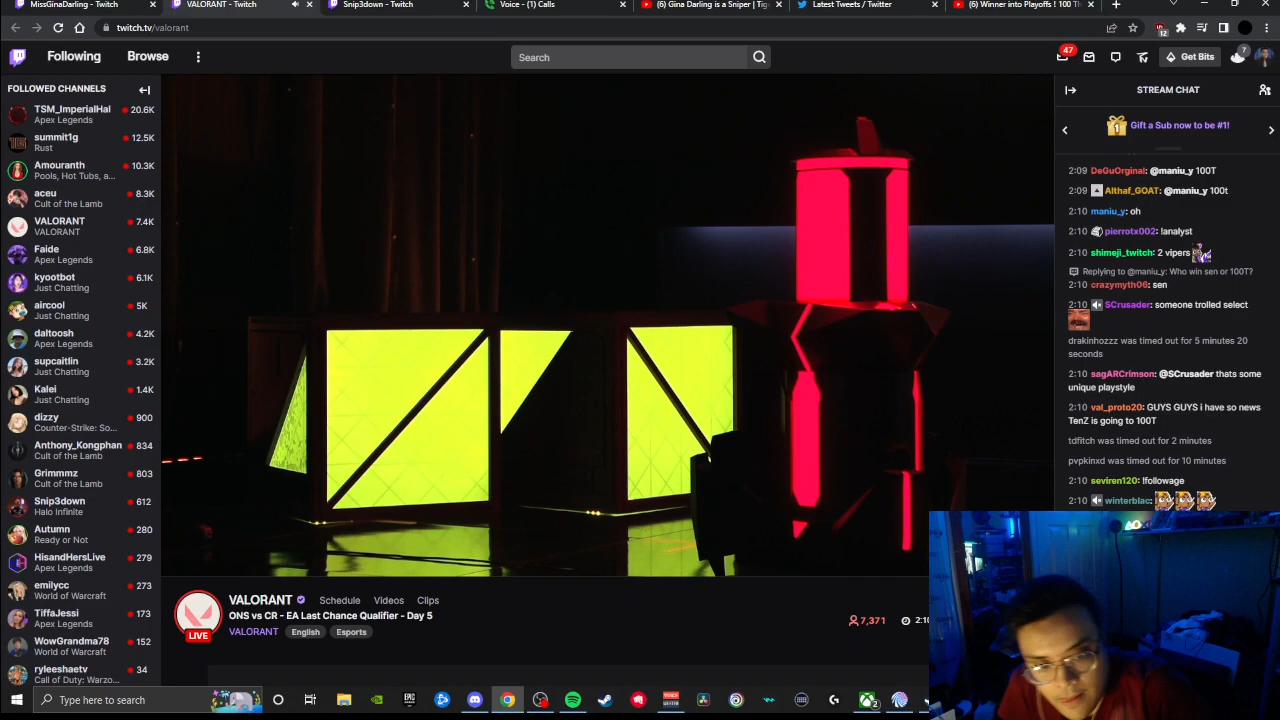 MissGinaDarling - Twitch
VALORANT - Twitch
Snip3down - Twitch
Voice - (1) Calls
(6) Gina Darling is a Sniper | Tig
Latest Tweets / Twitter
(6) Winner into Playoffs ! 100 Th
twitch.tv/valorant
12
Following
Browse
Search
47
Get Bits
7
FOLLOWED CHANNELS
TSM_ImperialHal
20.6K
Apex Legends
summit1g
12.5K
Rust
Amouranth
10.3K
Pools, Hot Tubs, a...
aceu
8.3K
Cult of the Lamb
VALORANT
7.4K
VALORANT
Faide
6.8K
Apex Legends
kyootbot
6.1K
Just Chatting
aircool
5K
Just Chatting
daltoosh
4.2K
Apex Legends
supcaitlin
3.2K
Just Chatting
Kalei
1.4K
Just Chatting
dizzy
900
Counter-Strike: So...
Anthony_Kongphan
834
Cult of the Lamb
Grimmmz
803
Cult of the Lamb
Snip3down
612
Halo Infinite
Autumn
280
Ready or Not
HisandHersLive
279
Apex Legends
emilycc
273
World of Warcraft
TiffaJessi
173
Apex Legends
WowGrandma78
152
World of Warcraft
ryleeshaetv
34
Call of Duty: Warzo...
VALORANT
Schedule
Videos
Clips
ONS vs CR - EA Last Chance Qualifier - Day 5
VALORANT
English
Esports
LIVE
7,371
2:10
STREAM CHAT
1
Gift a Sub now to be #1!
2:09 DeGuOrginal: @maniu_y 100T
2:09 Althaf_GOAT: @maniu_y 100t
2:10 maniu_y: oh
2:10 pierrotx002: !analyst
shimeji_twitch: 2 vipers
Replying to @maniu_y: Who win sen or 100T?
2:10 crazymyth06: sen
2:10 SCrusader: someone trolled select
drakinhozzz was timed out for 5 minutes 20
seconds
2:10 sagARCrimson: @SCrusader thats some
unique playstyle
2:10 val_proto20: GUYS GUYS i have so news
TenZ is going to 100T
tdfitch was timed out for 2 minutes
pvpkinxd was timed out for 10 minutes
2:10 seviren120: !followage
2:10 winterblac:
Type here to search
EPIC
2